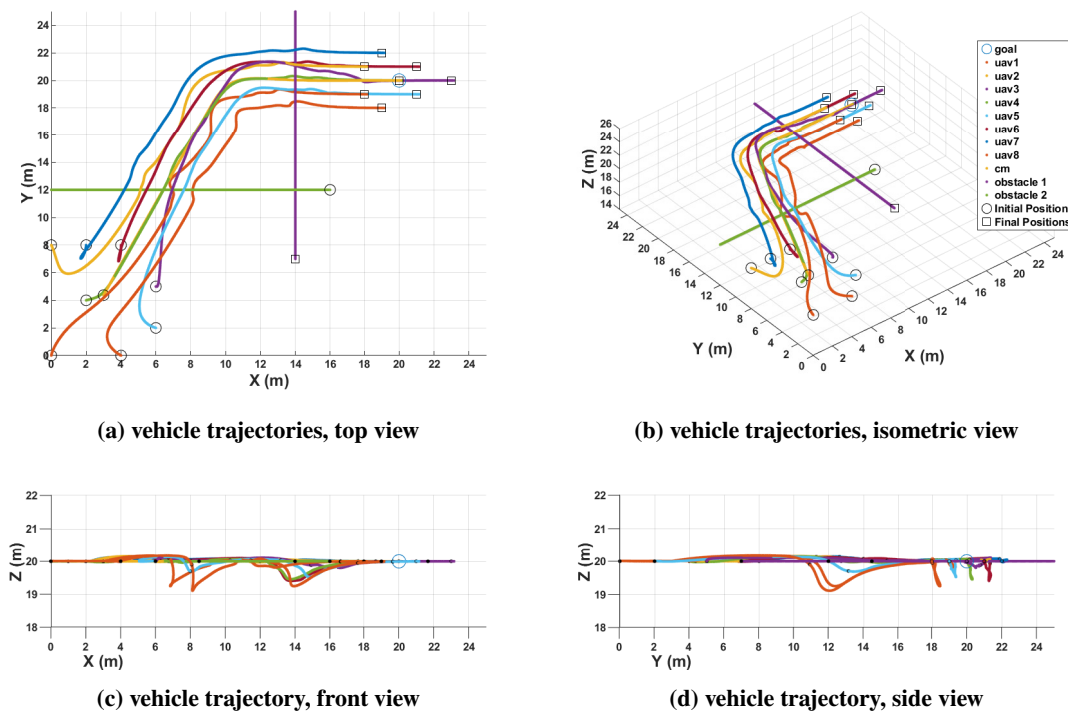 24
22
20
18
16
14
12
10
8
6
4
2
0
Y (m)
0 2 4 6 8 10 12 14 16 18 20 22 24
X (m)
(a) vehicle trajectories, top view
26
24
22
20
18
16
14
Z (m)
24
22
20
18
16
14
12
10
8
6
4
2
0
Y (m)
0
2
4
6
8
10
12
14
16
18
20
22
24
X (m)
goal
uav1
uav2
uav3
uav4
uav5
uav6
uav7
uav8
cm
obstacle 1
obstacle 2
Initial Position
Final Positions
(b) vehicle trajectories, isometric view
22
21
20
19
18
Z (m)
0 2 4 6 8 10 12 14 16 18 20 22 24
X (m)
(c) vehicle trajectory, front view
22
21
20
19
18
Z (m)
0 2 4 6 8 10 12 14 16 18 20 22 24
Y (m)
(d) vehicle trajectory, side view